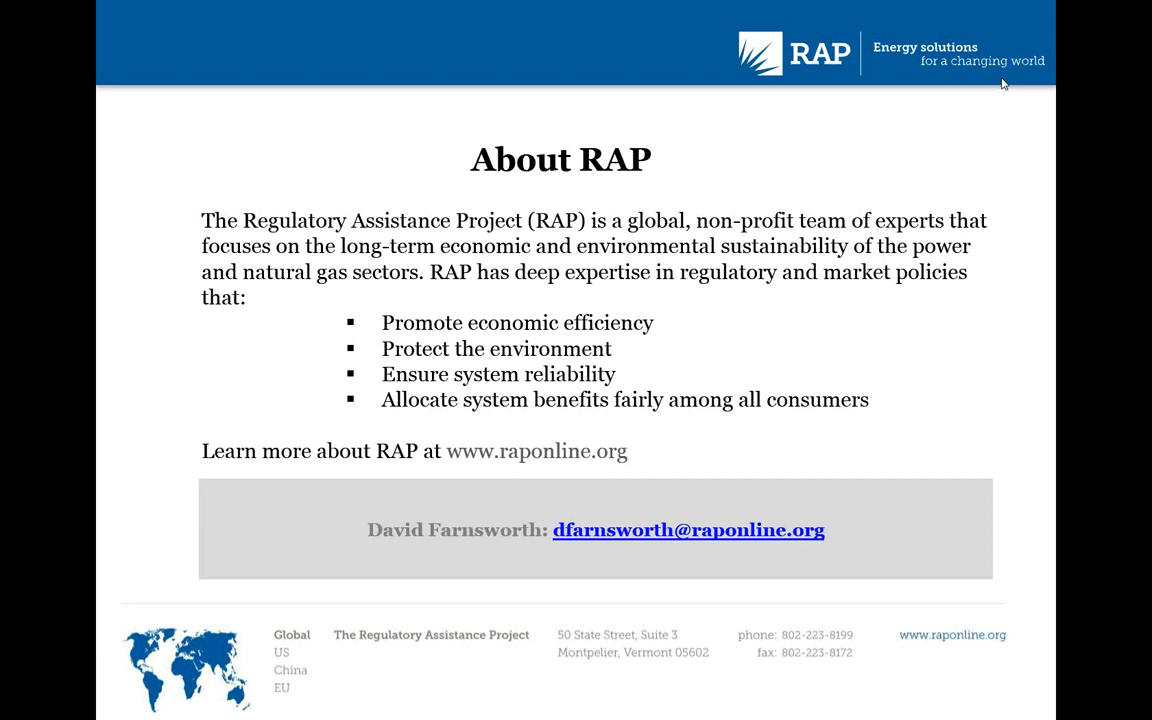 RAP
Energy solutions
for a changing world
About RAP
The Regulatory Assistance Project (RAP) is a global, non-profit team of experts that
focuses on the long-term economic and environmental sustainability of the power
and natural gas sectors. RAP has deep expertise in regulatory and market policies
that:
▪ Promote economic efficiency
▪ Protect the environment
▪ Ensure system reliability
▪ Allocate system benefits fairly among all consumers
Learn more about RAP at www.raponline.org
David Farnsworth: dfarnsworth@raponline.org
Global The Regulatory Assistance Project 50 State Street, Suite 3 phone: 802-223-8199 www.raponline.org
US Montpelier, Vermont 05602 fax: 802-223-8172
China
EU